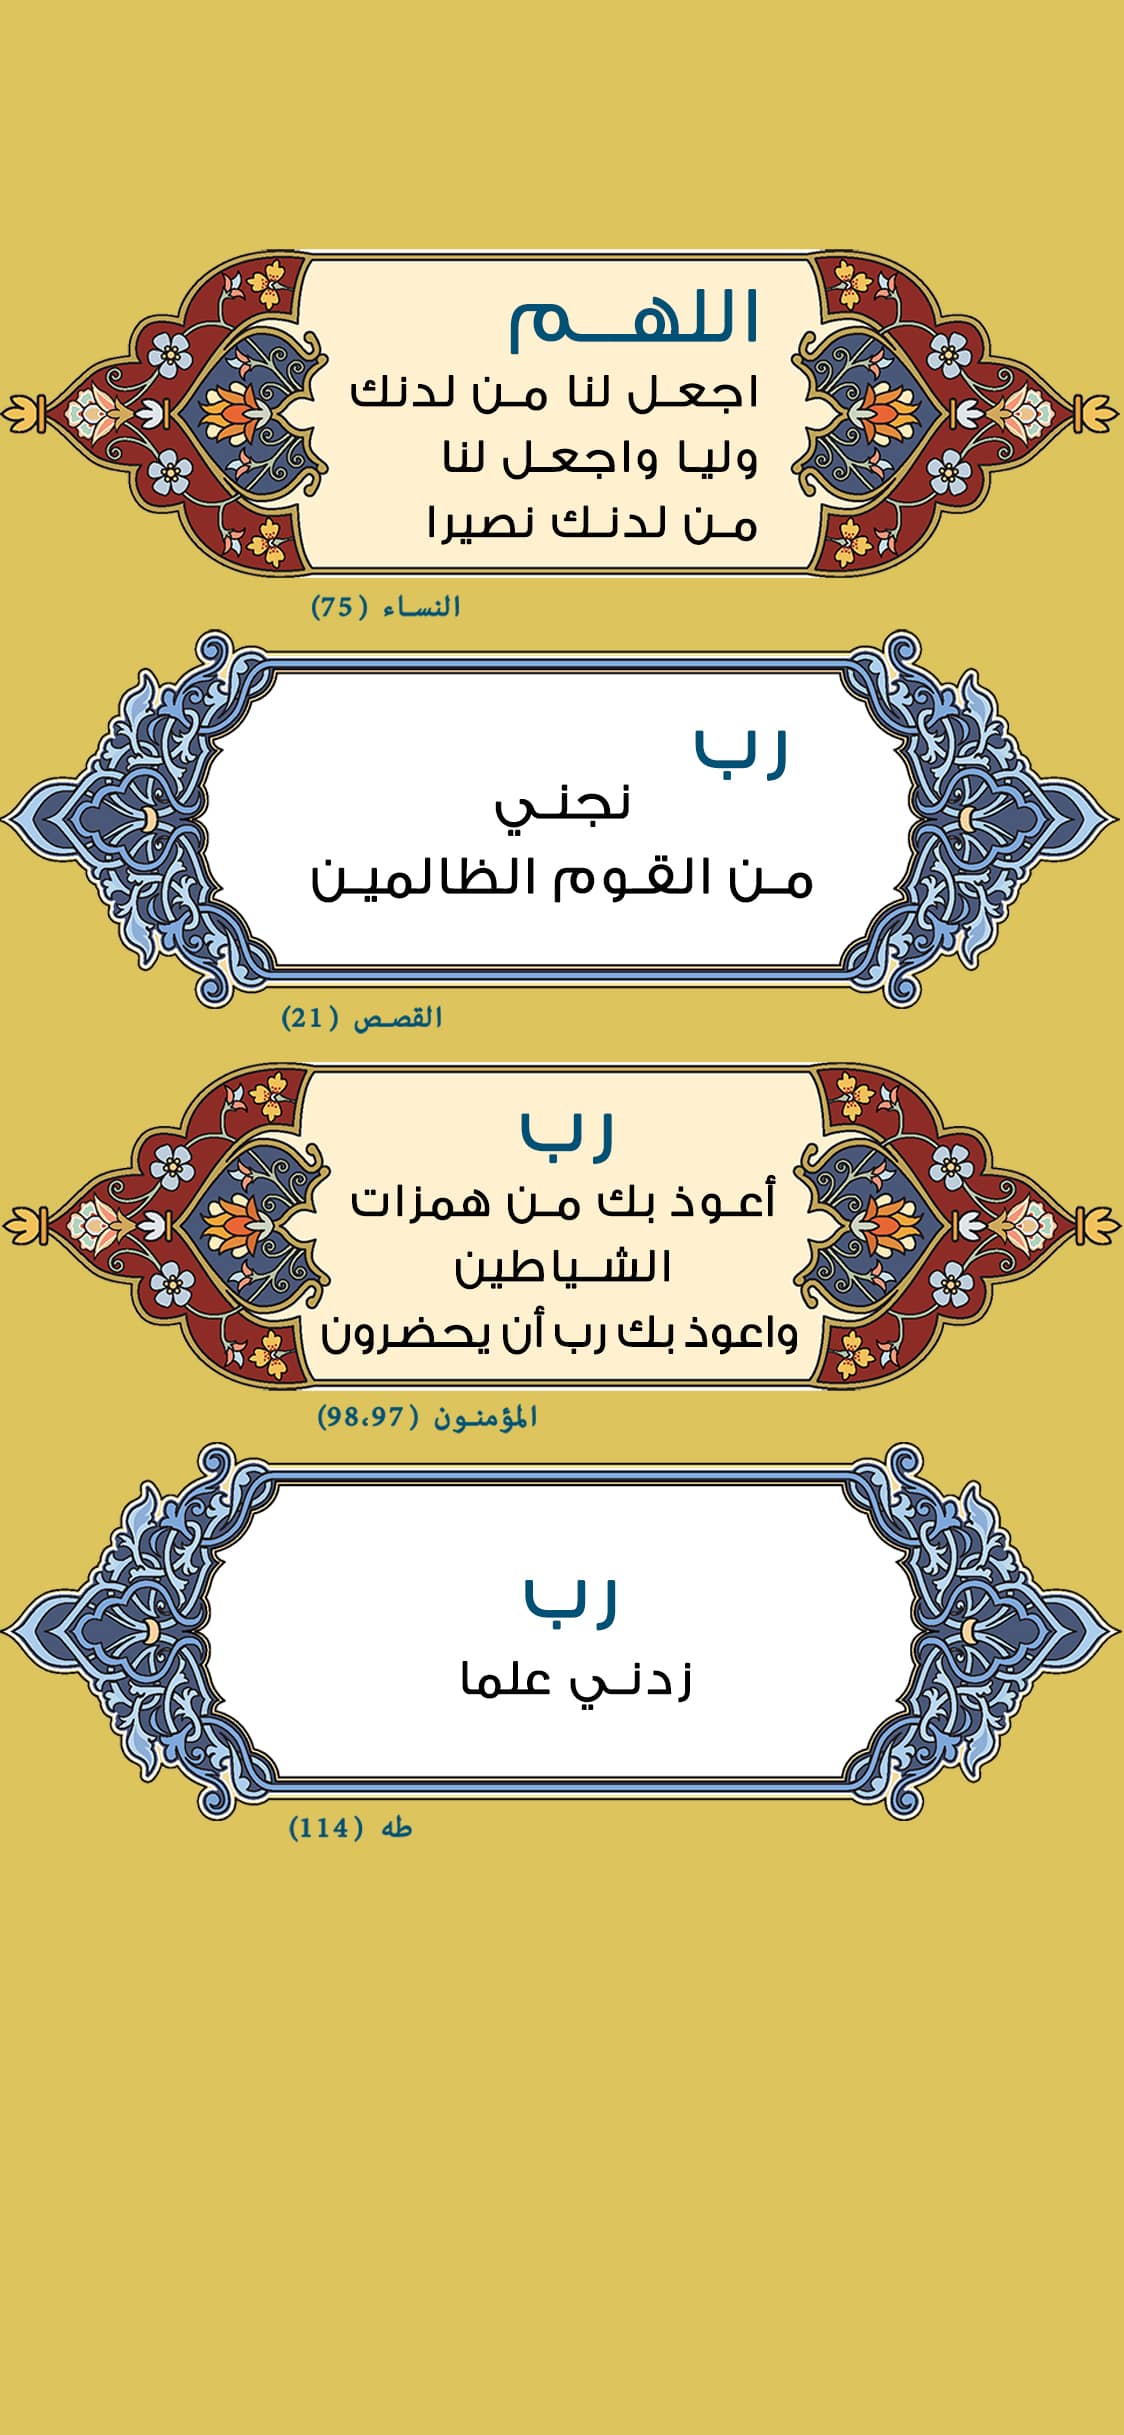 اللهم
اجعل لنا من لدنك
وليا واجعل لنا
من لدنك نصيرا
النساء (75)
رب
نجني
من القوم الظالمين
القصص (21)
رب
أعوذ بك من همزات
الشياطين
واعوذ بك رب أن يحضرون
المؤمنون (98،97)
رب
زدني علما
طه (114)